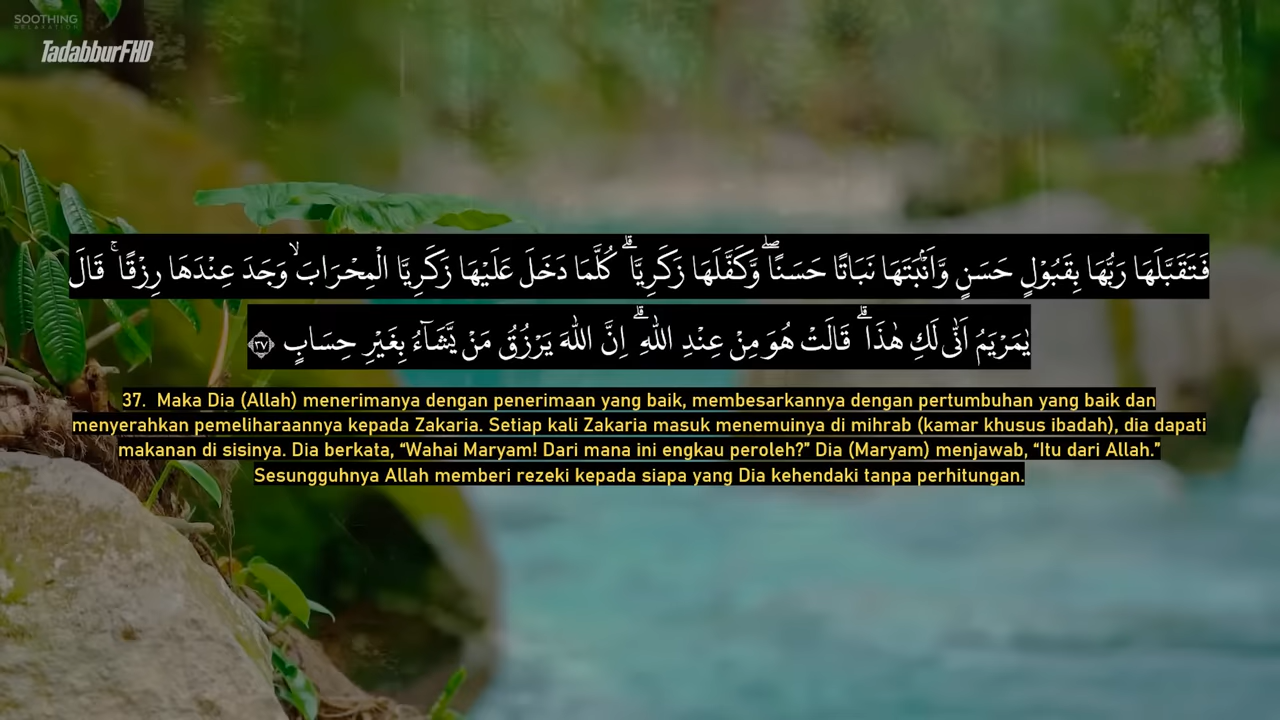 SOOTHING
RELAXATION
TadabburFHD
فَتَقَبَّلَهَا رَبُّهَا بِقَبُوْلٍ حَسَنٍ وَّاَنْۢبَتَهَا نَبَاتًا حَسَنًاۖ وَّكَفَّلَهَا زَكَرِيَّاۗ كُلَّمَا دَخَلَ عَلَيْهَا زَكَرِيَّا الْمِحْرَابَۙ وَجَدَ عِنْدَهَا رِزْقًاۚ قَالَ
يٰمَرْيَمُ اَنّٰى لَكِ هٰذَاۗ قَالَتْ هُوَ مِنْ عِنْدِ اللّٰهِۗ اِنَّ اللّٰهَ يَرْزُقُ مَنْ يَّشَاۤءُ بِغَيْرِ حِسَابٍ ٣٧
37. Maka Dia (Allah) menerimanya dengan penerimaan yang baik, membesarkannya dengan pertumbuhan yang baik dan
menyerahkan pemeliharaannya kepada Zakaria. Setiap kali Zakaria masuk menemuinya di mihrab (kamar khusus ibadah), dia dapati
makanan di sisinya. Dia berkata, “Wahai Maryam! Dari mana ini engkau peroleh?” Dia (Maryam) menjawab, “Itu dari Allah.”
Sesungguhnya Allah memberi rezeki kepada siapa yang Dia kehendaki tanpa perhitungan.